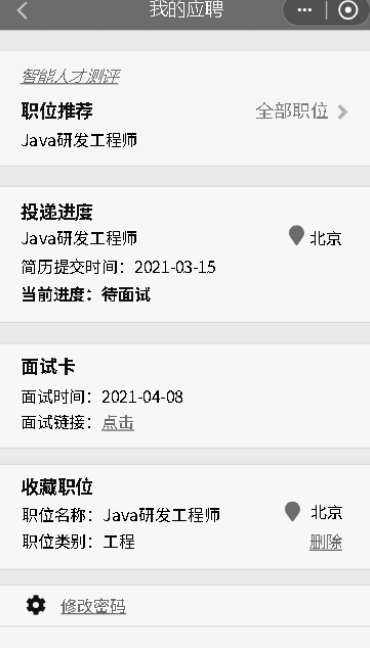 我的应聘
智能人才测评
职位推荐 全部职位
Java研发工程师
投递进度
Java研发工程师 北京
简历提交时间：2021-03-15
当前进度：待面试
面试卡
面试时间：2021-04-08
面试链接：点击
收藏职位
职位名称：Java研发工程师 北京
职位类别：工程 删除
修改密码